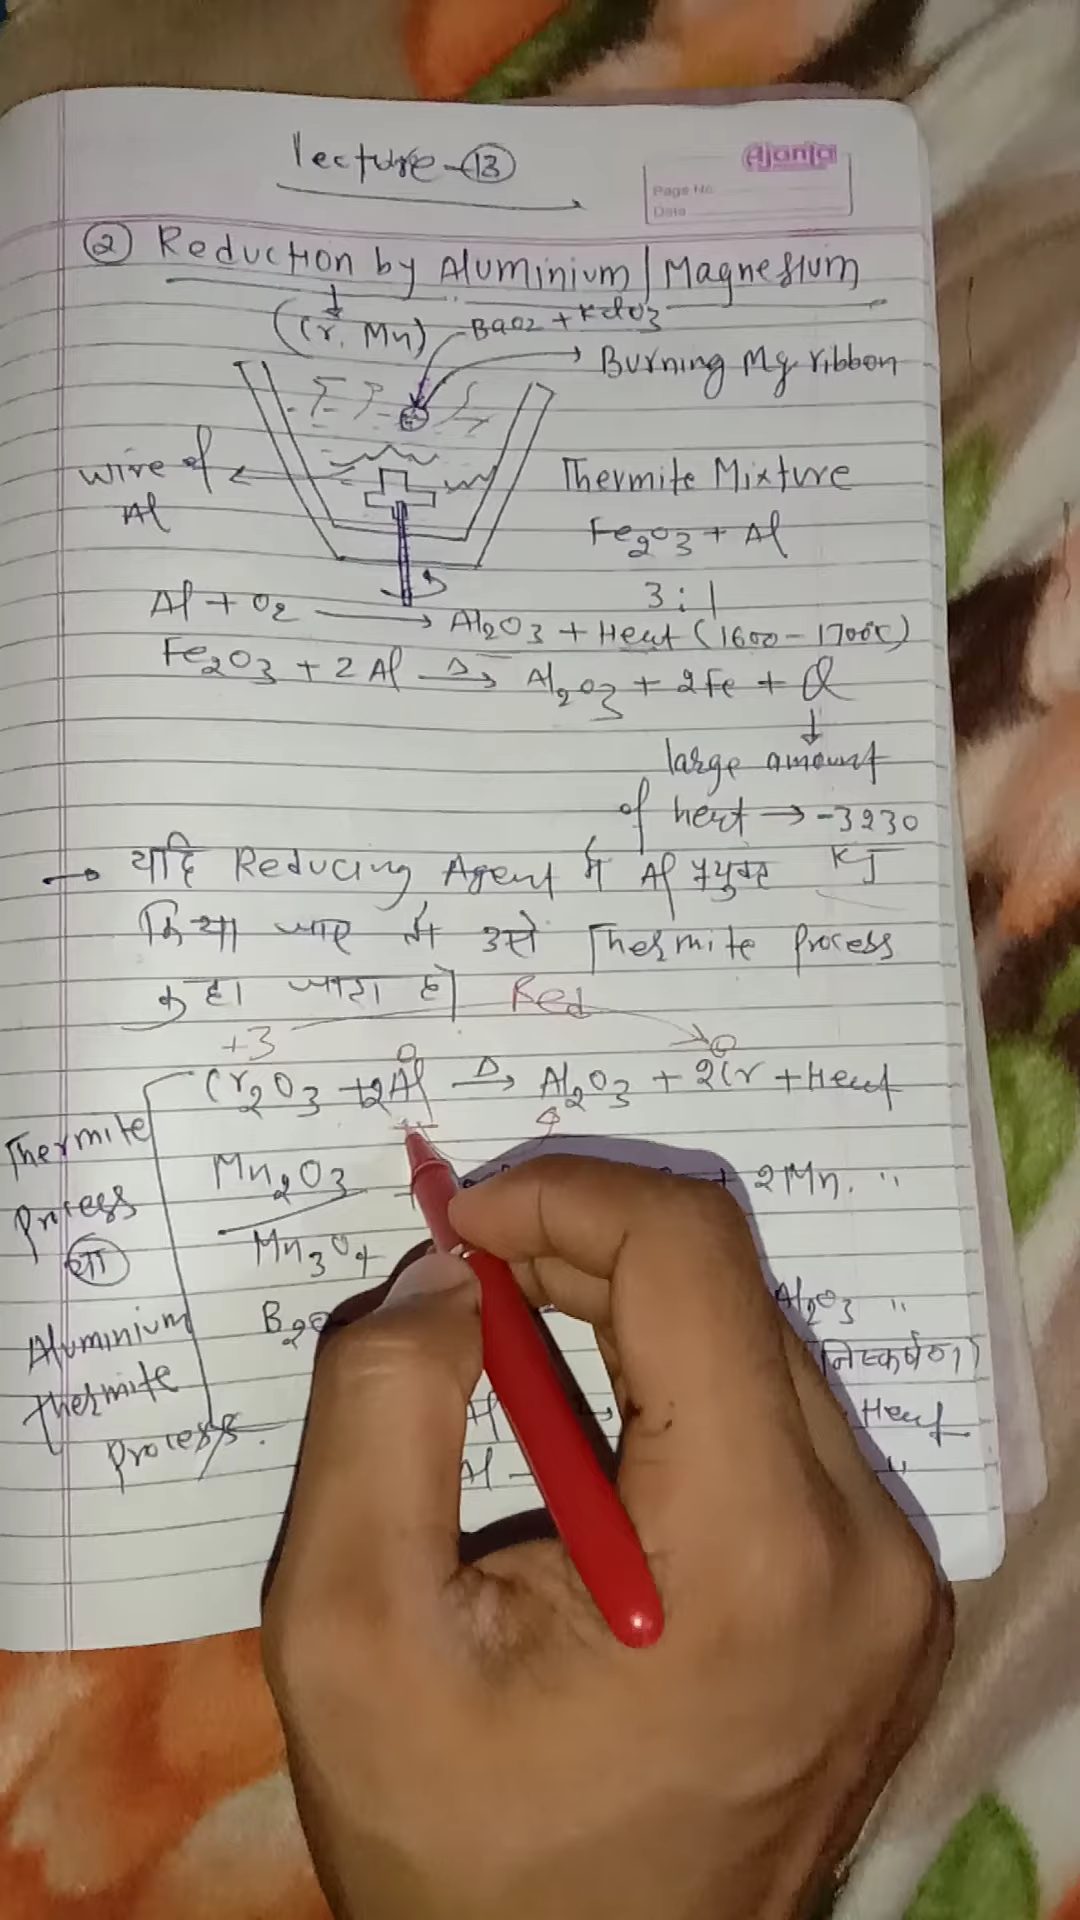 lecture-13
Ajanta
Page No.
Date
② Reduction by Aluminium/Magnesium
(Cr, Mn)
BaO2 + KClO3
Burning Mg ribbon
wire of
Al
Thermite Mixture
Fe2O3 + Al
3:1
Al + O2 → Al2O3 + Heat (1600-1700°C)
Fe2O3 + 2Al Δ→ Al2O3 + 2Fe + Q
↓
large amount
of heat → -3230
KJ
→ यदि Reducing Agent में Al प्रयुक्त
किया जाए तो उसे Thermite process
कहा जाता है।
Red
+3 0 0
Cr2O3 + 2Al Δ→ Al2O3 + 2Cr + Heat
Mn2O3 + 2Mn. "
Mn3O4
B2O Al2O3 "
(निष्कर्षण)
Al → Heat
Al - "
Thermite
Process
या
Aluminium
thermite
process.